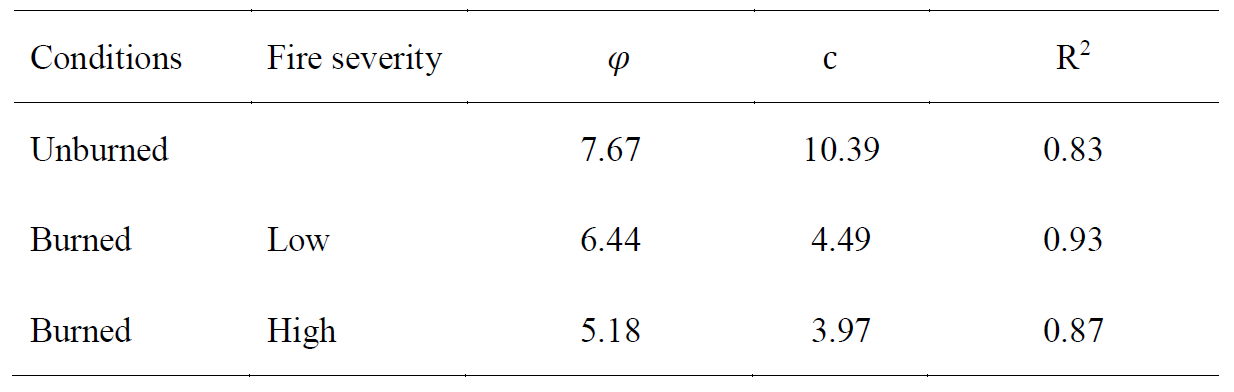 Conditions Fire severity φ c R²
Unburned 7.67 10.39 0.83
Burned Low 6.44 4.49 0.93
Burned High 5.18 3.97 0.87